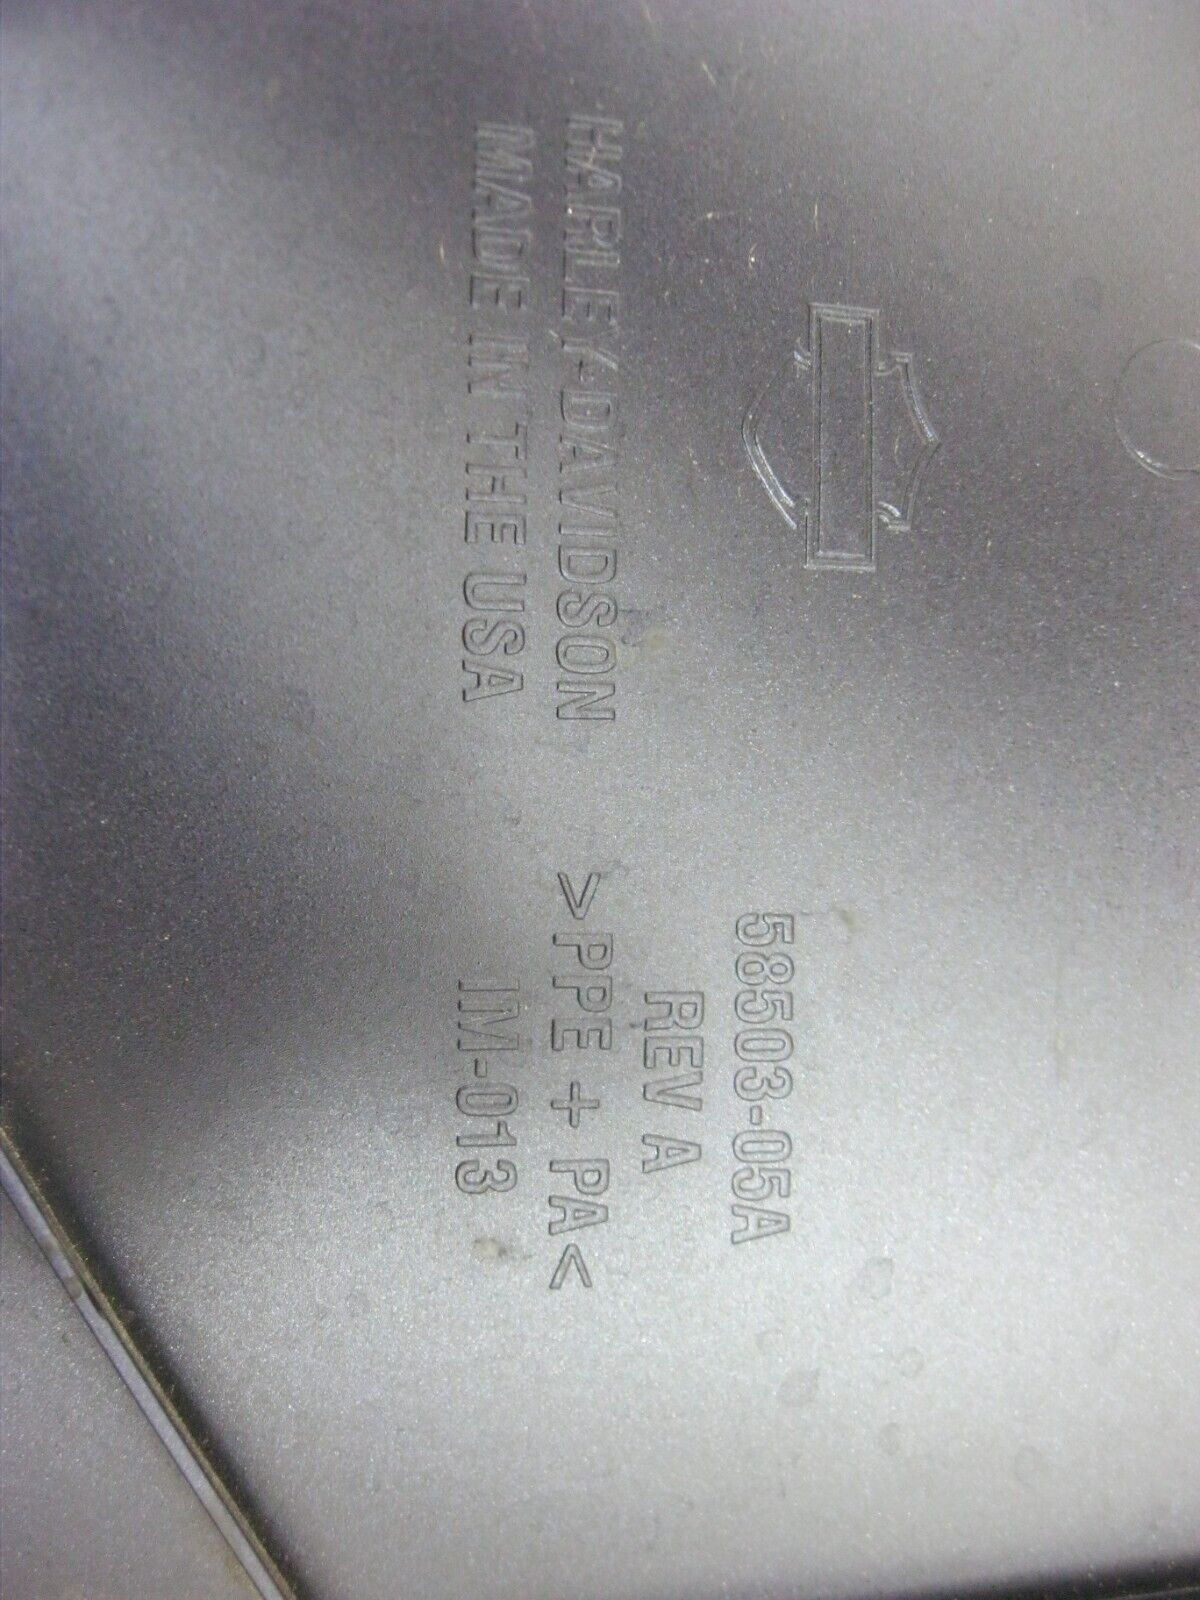 HARLEY-DAVIDSON
MADE IN THE USA
58503-05A
REV A
>PPE + PA<
IM-013